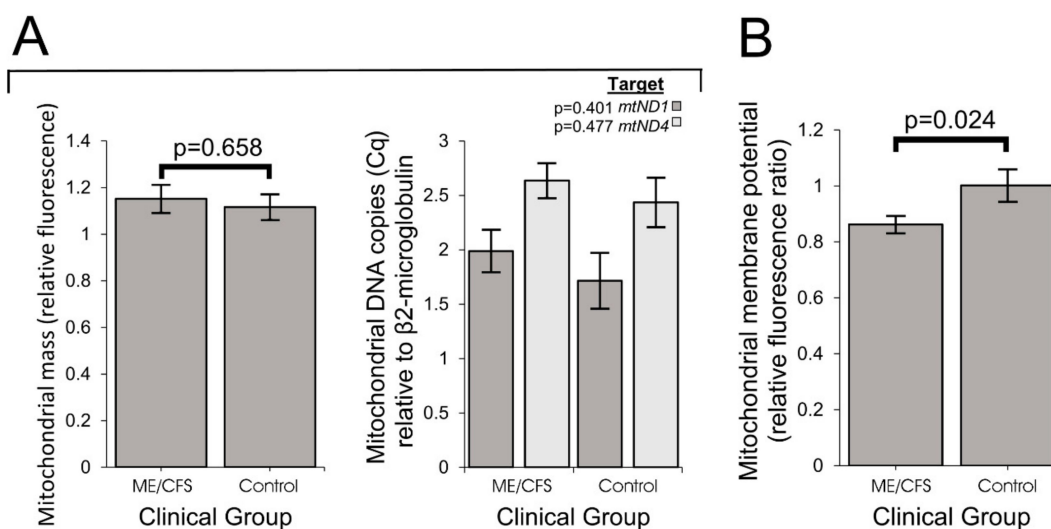 A
Mitochondrial mass (relative fluorescence)
1.4
1.2
1
0.8
0.6
0.4
0.2
0
p=0.658
ME/CFS
Control
Clinical Group
Target
p=0.401 mtND1
p=0.477 mtND4
Mitochondrial DNA copies (Cq)
relative to β2-microglobulin
3
2.5
2
1.5
1
0.5
0
ME/CFS
Control
Clinical Group
B
Mitochondrial membrane potential
(relative fluorescence ratio)
1.2
1
0.8
0.6
0.4
0.2
0
p=0.024
ME/CFS
Control
Clinical Group